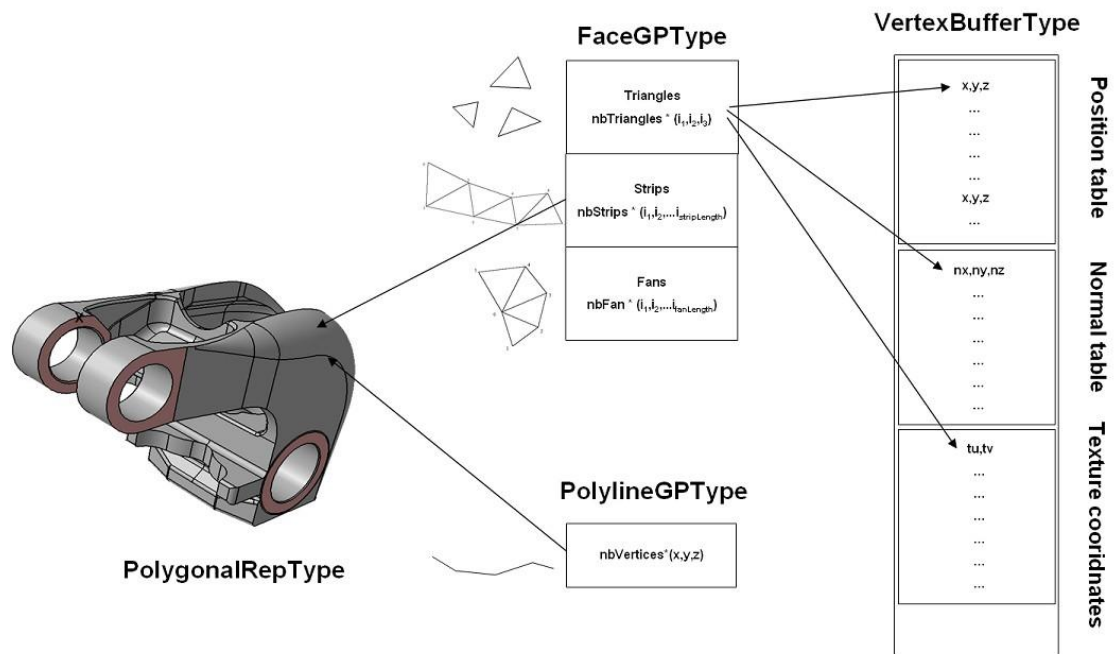 FaceGPType
Triangles
nbTriangles * (i1,i2,i3)
Strips
nbStrips * (i1,i2,...istripLength)
Fans
nbFan * (i1,i2,...ifanLength)
VertexBufferType
x,y,z
...
...
...
...
x,y,z
...
Position table
nx,ny,nz
...
...
...
...
...
...
Normal table
tu,tv
...
...
...
...
...
...
Texture cooridnates
X
PolygonalRepType
PolylineGPType
nbVertices*(x,y,z)